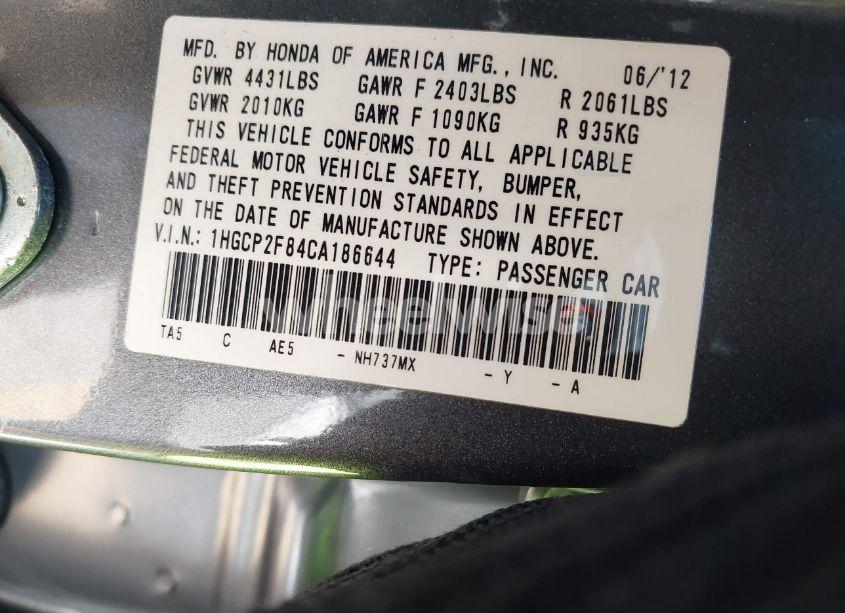 MFD. BY HONDA OF AMERICA MFG., INC. 06/'12
GVWR 4431LBS GAWR F 2403LBS R 2061LBS
GVWR 2010KG GAWR F 1090KG R 935KG
THIS VEHICLE CONFORMS TO ALL APPLICABLE
FEDERAL MOTOR VEHICLE SAFETY, BUMPER,
AND THEFT PREVENTION STANDARDS IN EFFECT
ON THE DATE OF MANUFACTURE SHOWN ABOVE.
V.I.N.: 1HGCP2F84CA186644 TYPE: PASSENGER CAR
wheelwise
TA5 C AE5 - NH737MX - Y - A